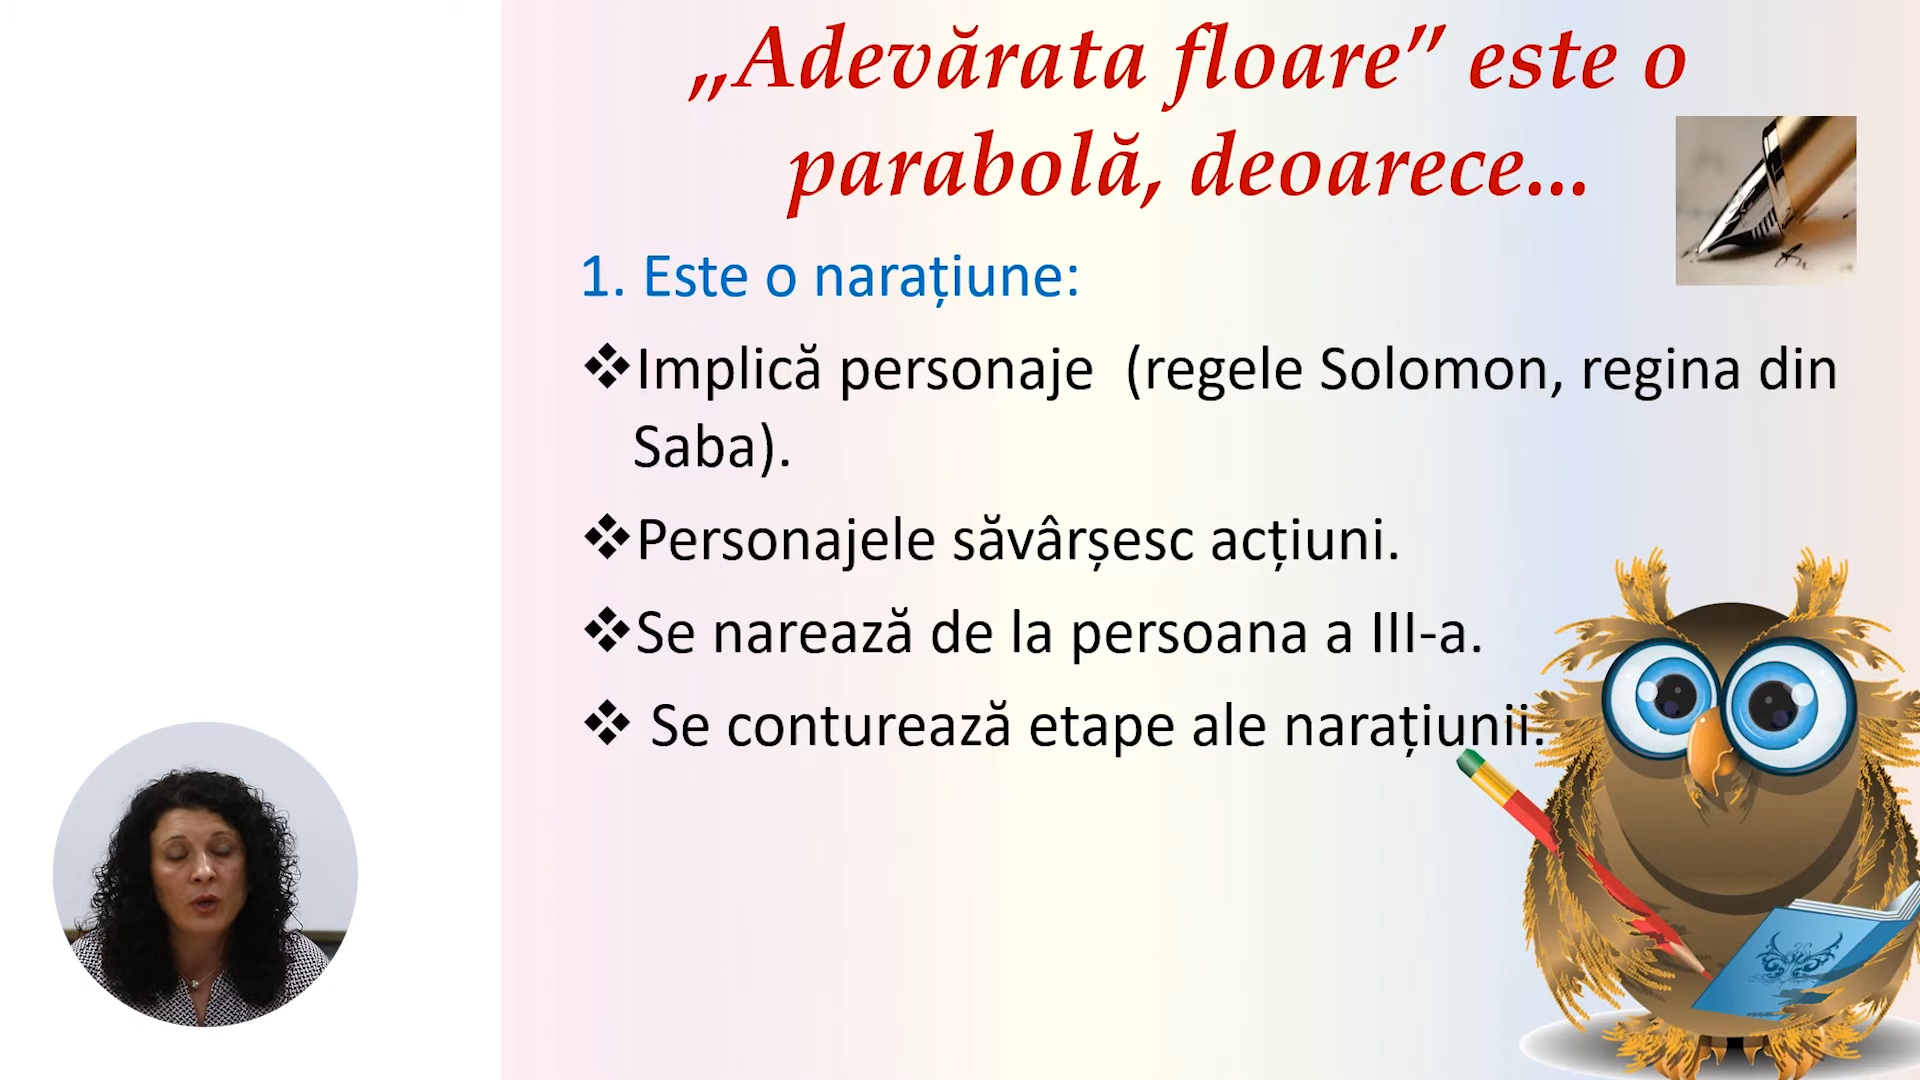 „Adevărata floare” este o
parabolă, deoarece...
1. Este o narațiune:
❖Implică personaje (regele Solomon, regina din
Saba).
❖Personajele săvârșesc acțiuni.
❖Se narează de la persoana a III-a.
❖ Se conturează etape ale narațiunii.